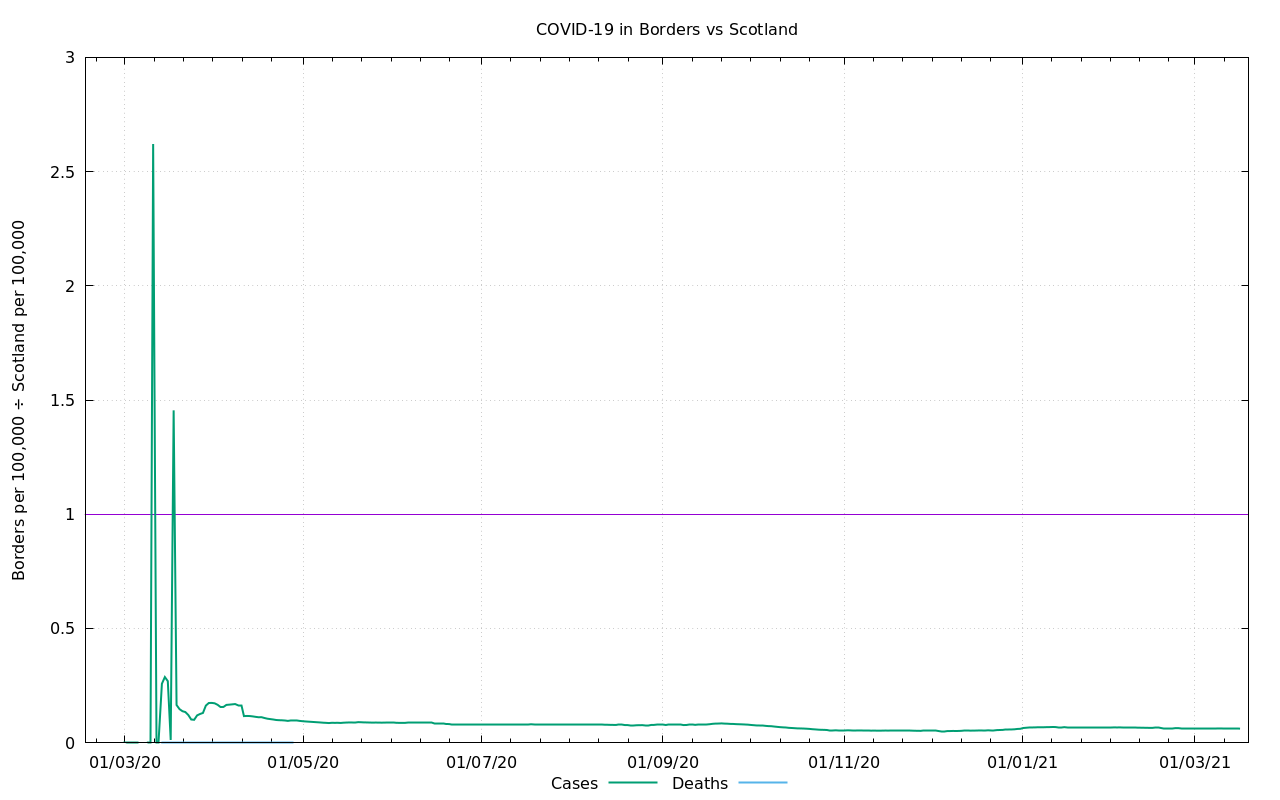 COVID-19 in Borders vs Scotland
Borders per 100,000 ÷ Scotland per 100,000
3
2.5
2
1.5
1
0.5
0
01/03/20 01/05/20 01/07/20 01/09/20 01/11/20 01/01/21 01/03/21
Cases Deaths